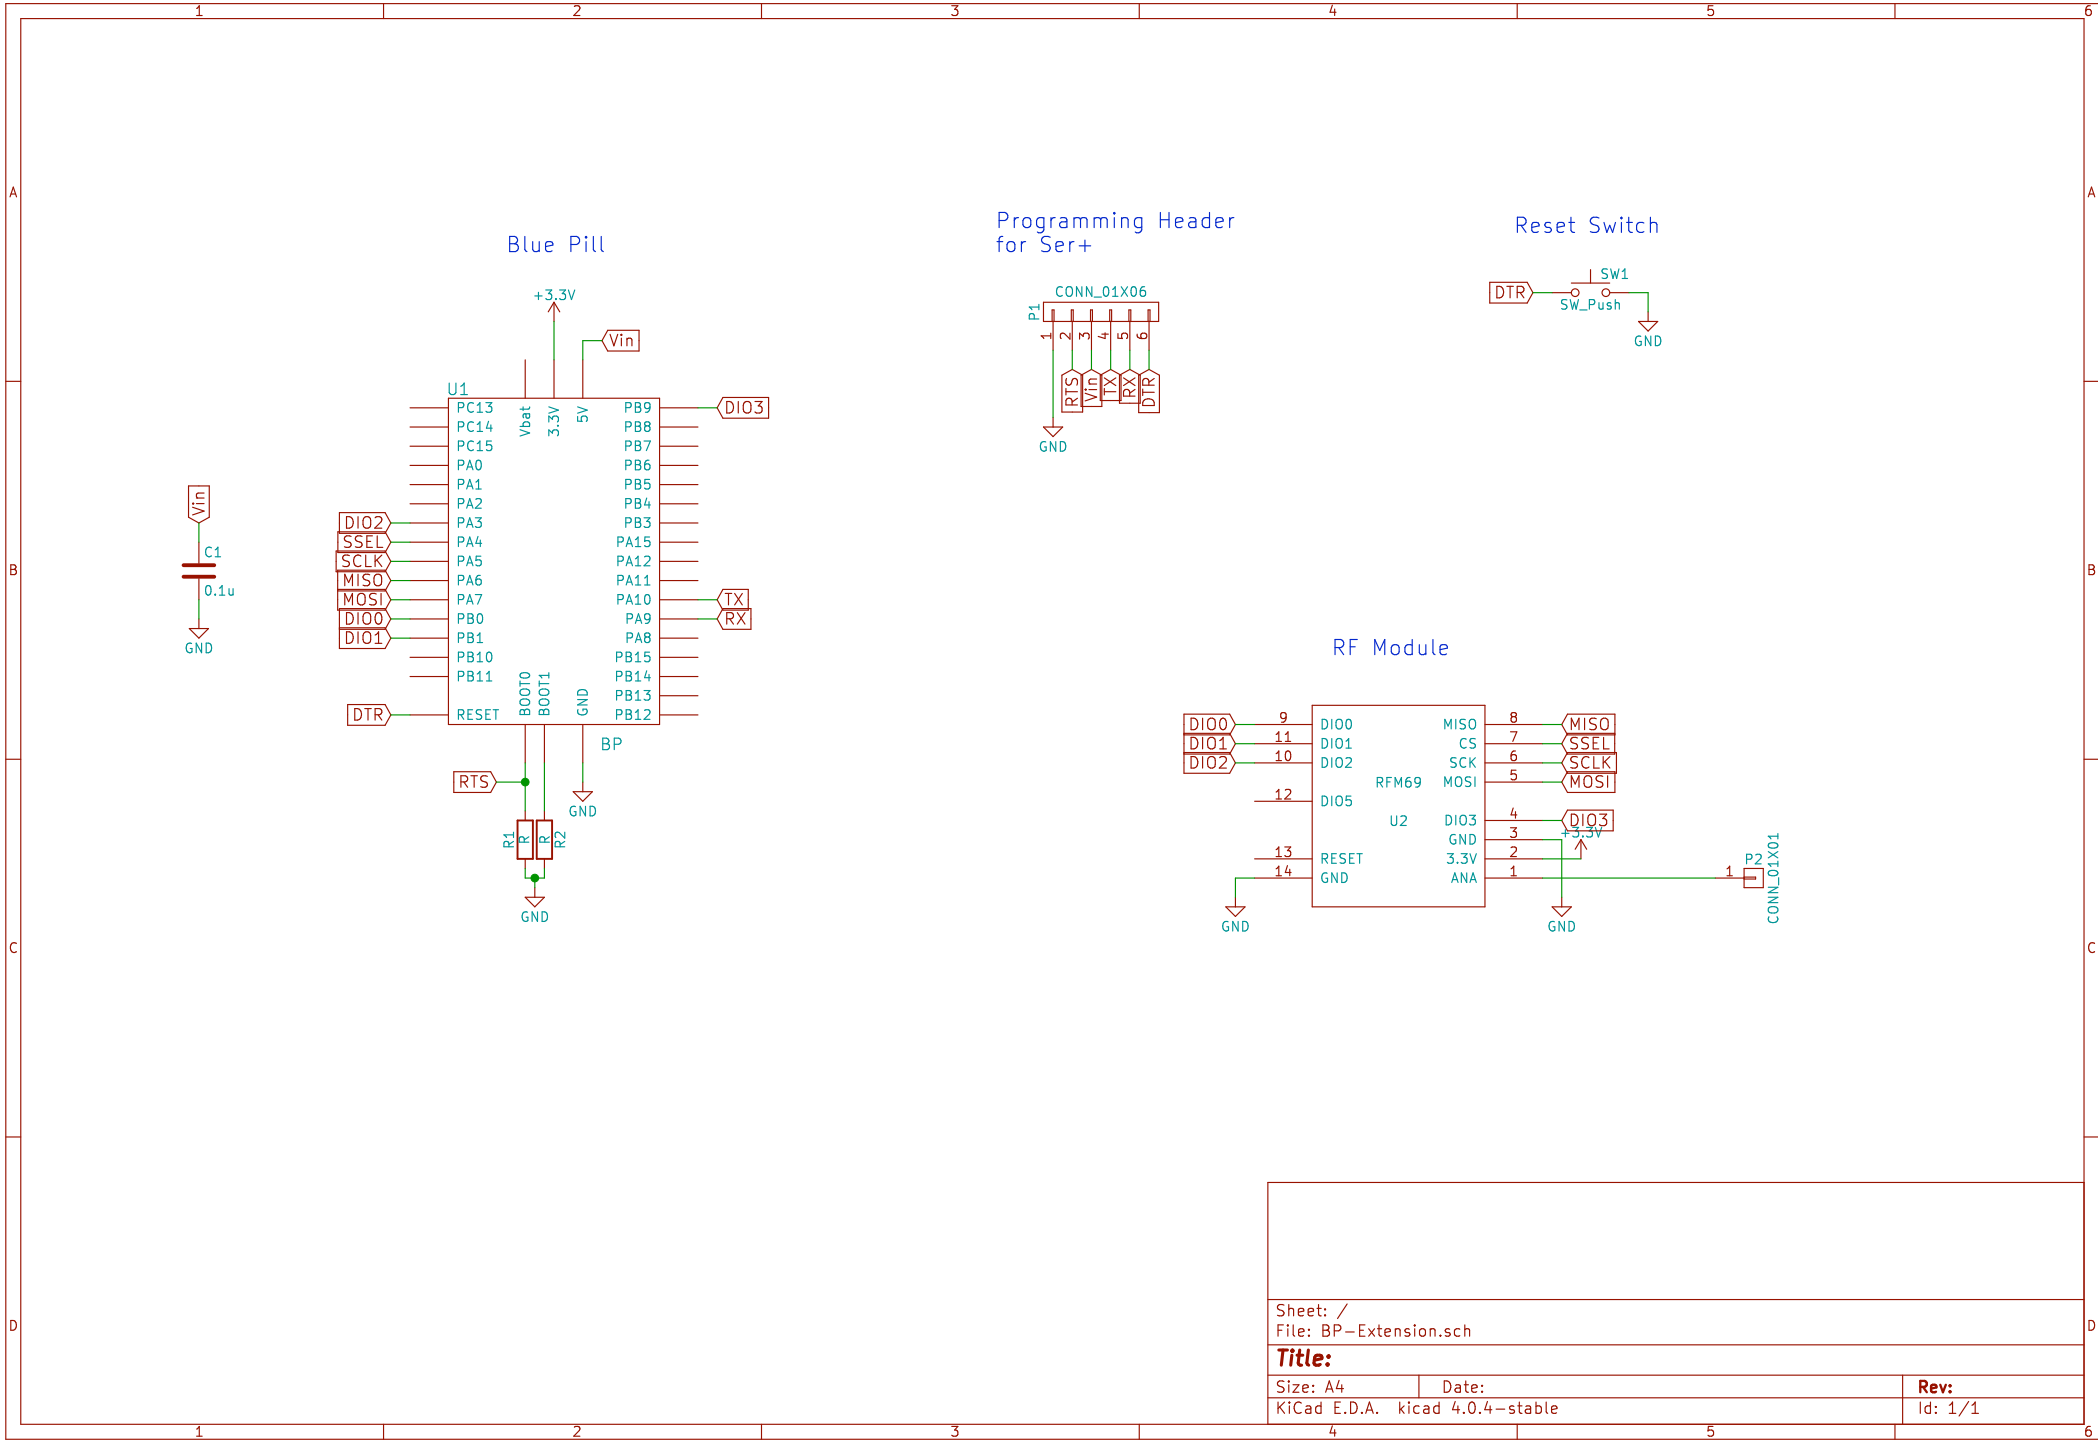 1 2 3 4 5 6
A A
B B
C C
D D
Blue Pill
+3.3V
Vin
U1
Vbat
3.3V
5V
PC13
PC14
PC15
PA0
PA1
PA2
DIO2 PA3
SSEL PA4
SCLK PA5
MISO PA6
MOSI PA7
DIO0 PB0
DIO1 PB1
PB10
PB11
DTR RESET
PB9 DIO3
PB8
PB7
PB6
PB5
PB4
PB3
PA15
PA12
PA11
PA10 TX
PA9 RX
PA8
PB15
PB14
PB13
PB12
BOOT0
BOOT1
GND
BP
RTS
GND
R1
R
R
R2
GND
Vin
C1
0.1u
GND
Programming Header
for Ser+
CONN_01X06
P1
1 2 3 4 5 6
RTS
Vin
TX
RX
DTR
GND
Reset Switch
DTR
SW1
SW_Push
GND
RF Module
DIO0 9 DIO0
DIO1 11 DIO1
DIO2 10 DIO2
12 DIO5
13 RESET
14 GND
GND
RFM69
U2
MISO 8 MISO
CS 7 SSEL
SCK 6 SCLK
MOSI 5 MOSI
DIO3 4 DIO3
GND 3
+3.3V
3.3V 2
ANA 1
GND
1
P2
CONN_01X01
Sheet: /
File: BP-Extension.sch
Title:
Size: A4 Date: Rev:
KiCad E.D.A. kicad 4.0.4-stable Id: 1/1
1 2 3 4 5 6